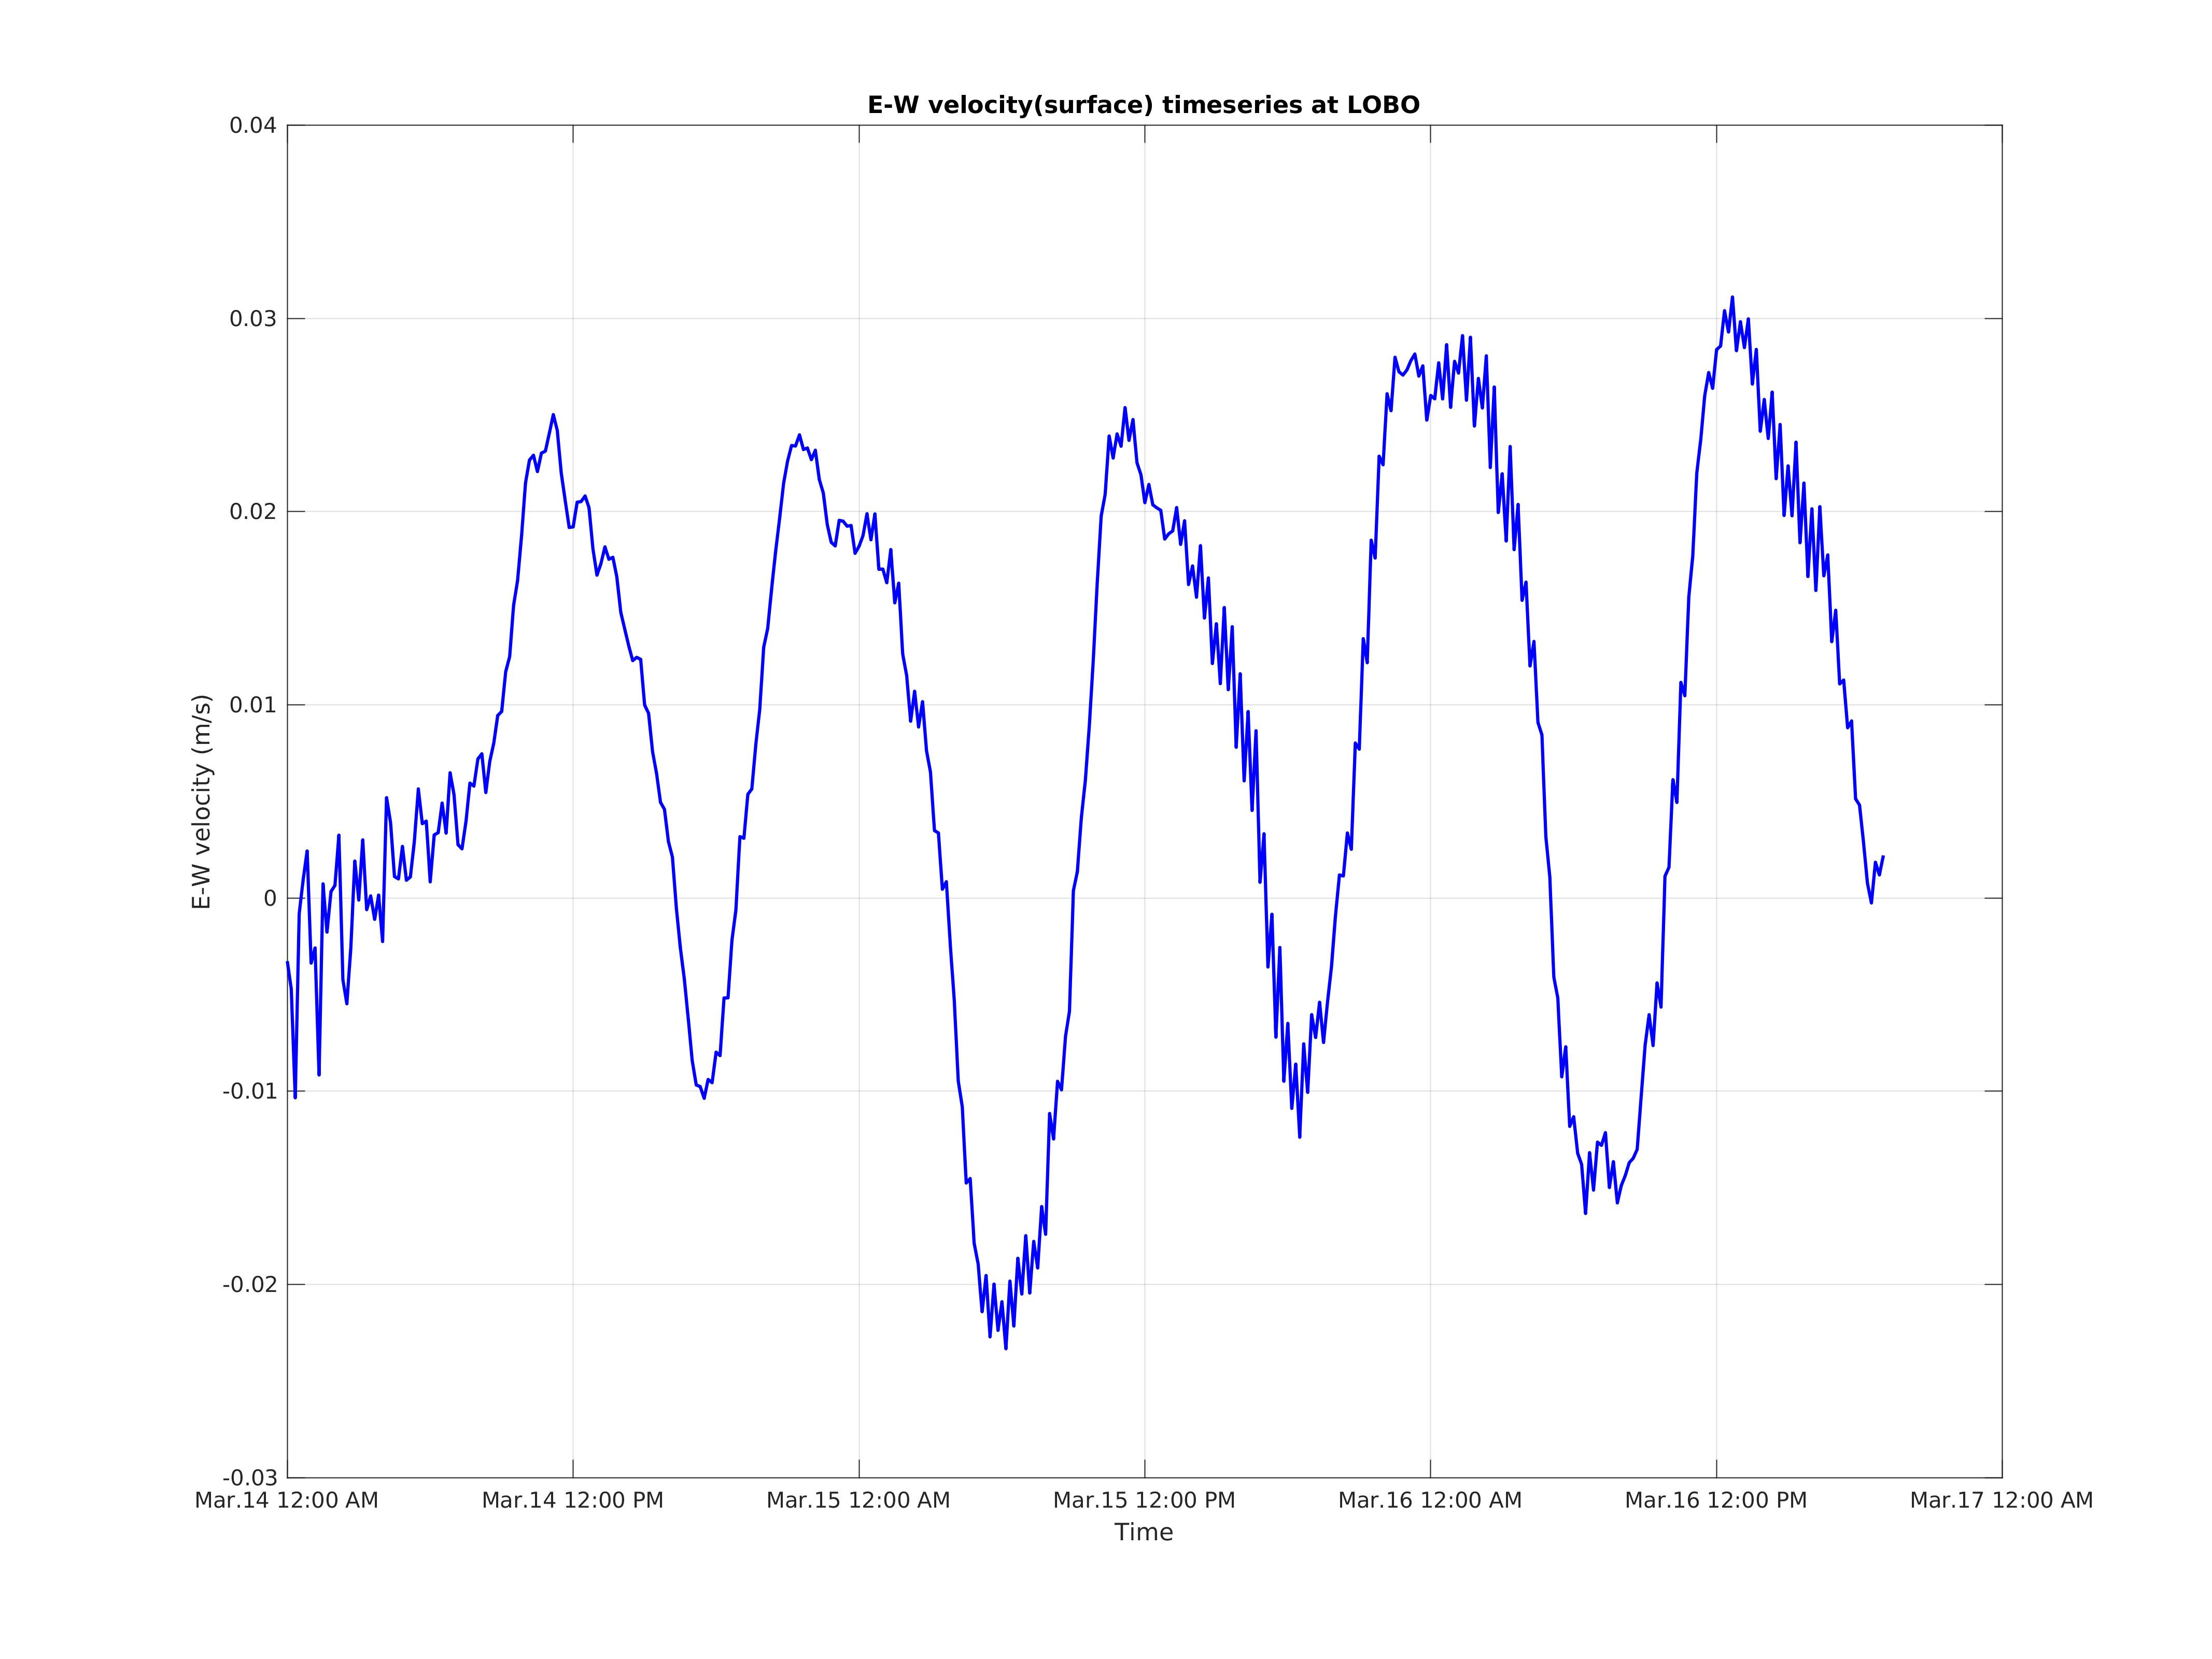 E-W velocity(surface) timeseries at LOBO
0.04
0.03
0.02
0.01
0
-0.01
-0.02
-0.03
E-W velocity (m/s)
Mar.14 12:00 AM
Mar.14 12:00 PM
Mar.15 12:00 AM
Mar.15 12:00 PM
Mar.16 12:00 AM
Mar.16 12:00 PM
Mar.17 12:00 AM
Time